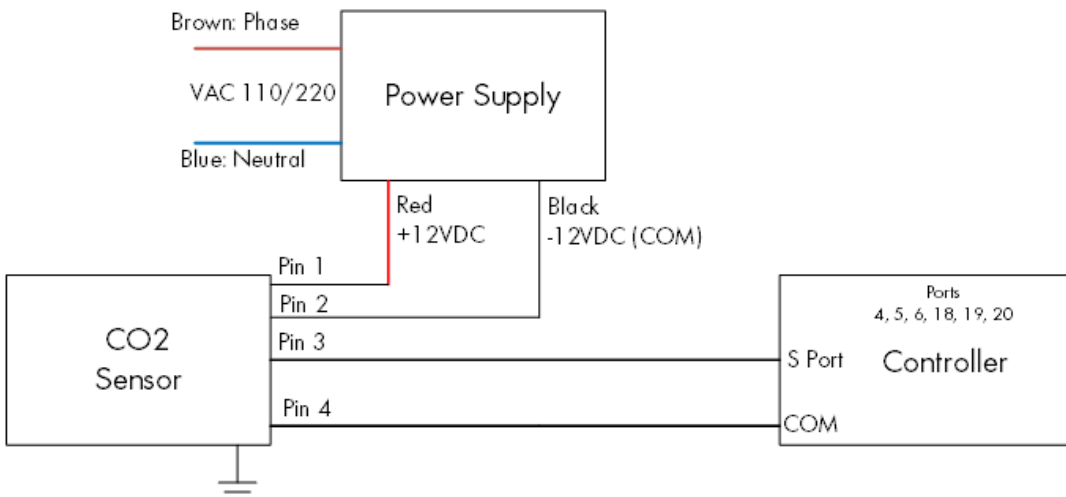 Brown: Phase
VAC 110/220
Power Supply
Blue: Neutral
Red
+12VDC
Black
-12VDC (COM)
Pin 1
Pin 2
Pin 3
Pin 4
CO2
Sensor
Ports
4, 5, 6, 18, 19, 20
S Port
Controller
COM